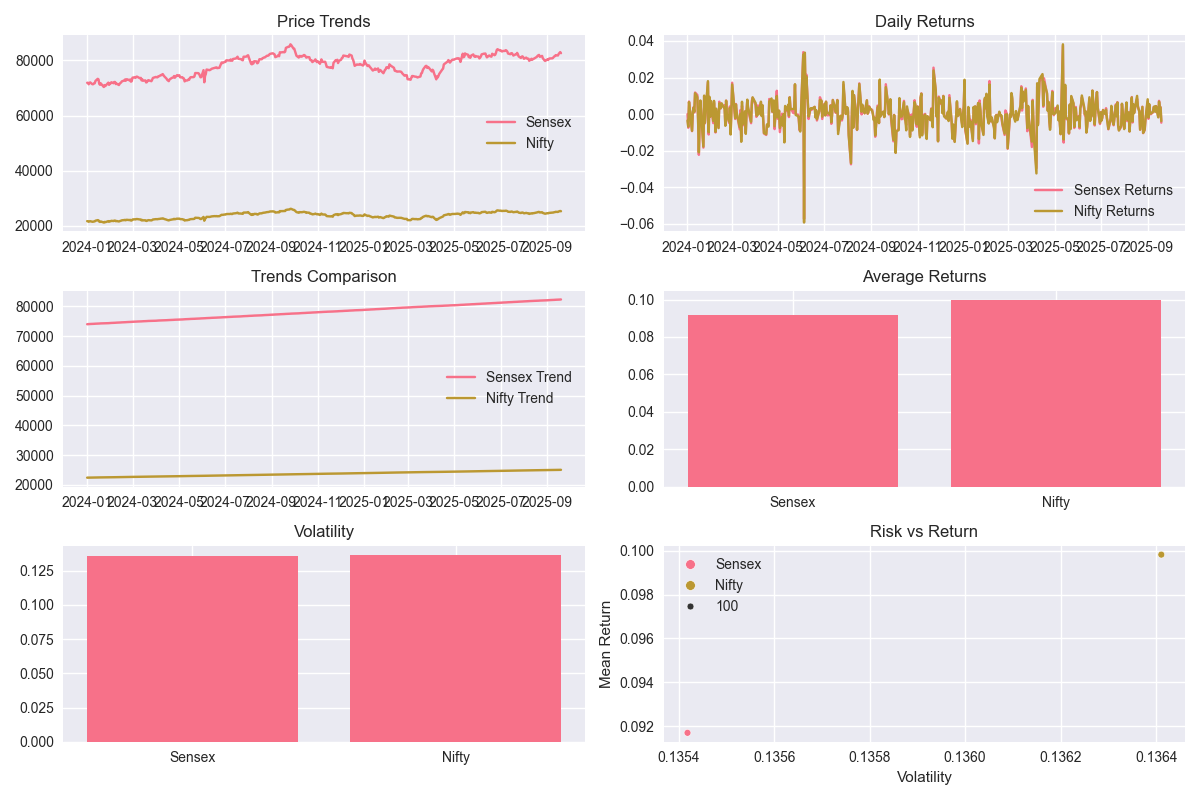 Price Trends
80000
60000
40000
20000
Sensex
Nifty
2024-01 2024-03 2024-05 2024-07 2024-09 2024-11 2025-01 2025-03 2025-05 2025-07 2025-09
Daily Returns
0.04
0.02
0.00
−0.02
−0.04
−0.06
Sensex Returns
Nifty Returns
2024-01 2024-03 2024-05 2024-07 2024-09 2024-11 2025-01 2025-03 2025-05 2025-07 2025-09
Trends Comparison
80000
70000
60000
50000
40000
30000
20000
Sensex Trend
Nifty Trend
2024-01 2024-03 2024-05 2024-07 2024-09 2024-11 2025-01 2025-03 2025-05 2025-07 2025-09
Average Returns
0.10
0.08
0.06
0.04
0.02
0.00
Sensex Nifty
Volatility
0.125
0.100
0.075
0.050
0.025
0.000
Sensex Nifty
Risk vs Return
Mean Return
0.100
0.098
0.096
0.094
0.092
Sensex
Nifty
100
0.1354 0.1356 0.1358 0.1360 0.1362 0.1364
Volatility